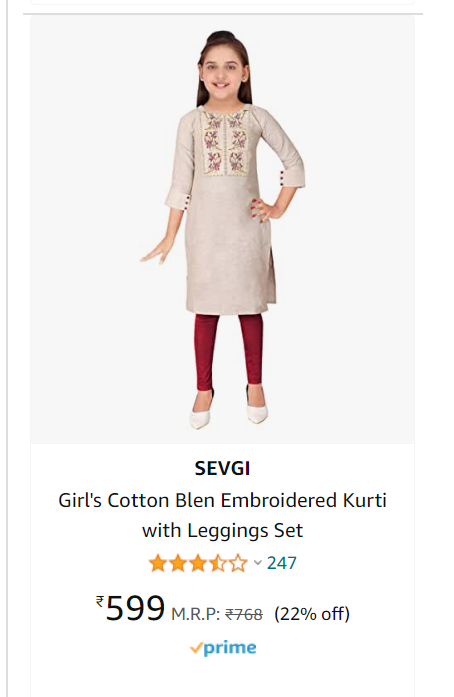 SEVGI
Girl's Cotton Blen Embroidered Kurti
with Leggings Set
247
₹599 M.R.P: ₹768 (22% off)
prime